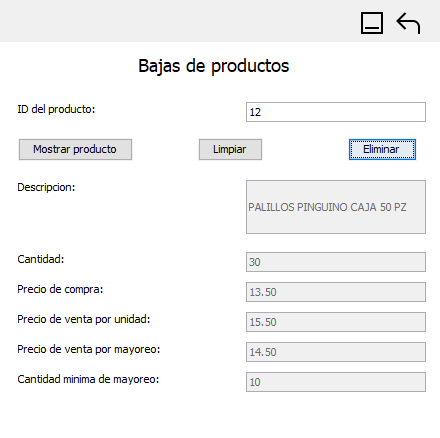 Bajas de productos
ID del producto: 12
Mostrar producto Limpiar Eliminar
Descripcion: PALILLOS PINGUINO CAJA 50 PZ
Cantidad: 30
Precio de compra: 13.50
Precio de venta por unidad: 15.50
Precio de venta por mayoreo: 14.50
Cantidad minima de mayoreo: 10